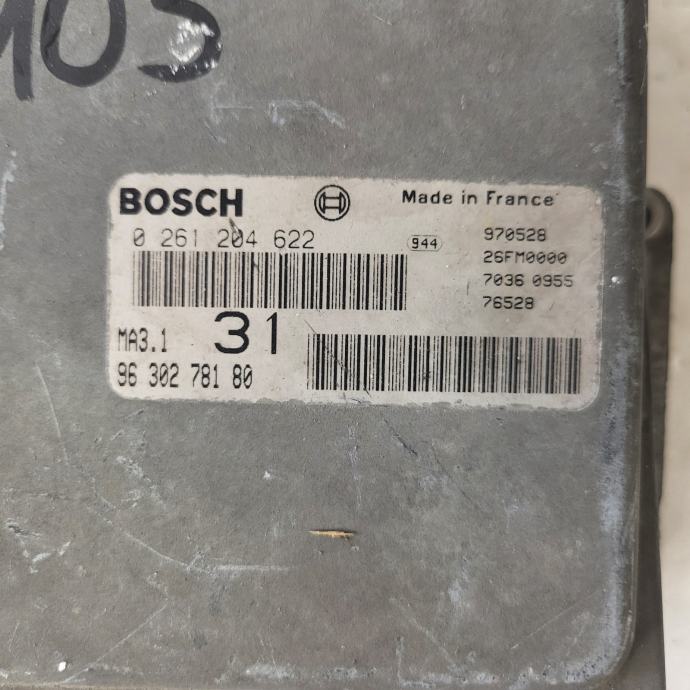 BOSCH Made in France
0 261 204 622 944 970528
26FM0000
7036 0955
76528
MA3.1 31
96 302 781 80